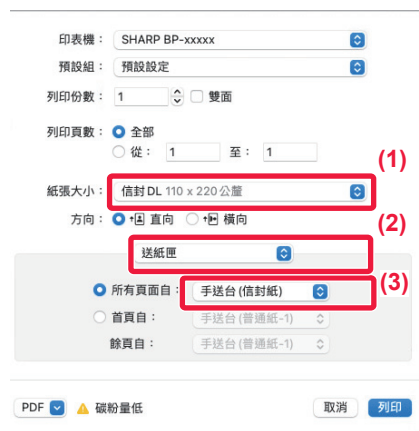 印表機： SHARP BP-xxxxx
預設組： 預設設定
列印份數： 1 雙面
列印頁數： 全部
從： 1 至： 1
(1)
紙張大小： 信封 DL 110 x 220 公釐
方向： 直向 橫向
(2)
送紙匣
所有頁面自： 手送台 (信封紙)
(3)
首頁自： 手送台 (普通紙-1)
餘頁自： 手送台 (普通紙-1)
PDF 碳粉量低 取消 列印